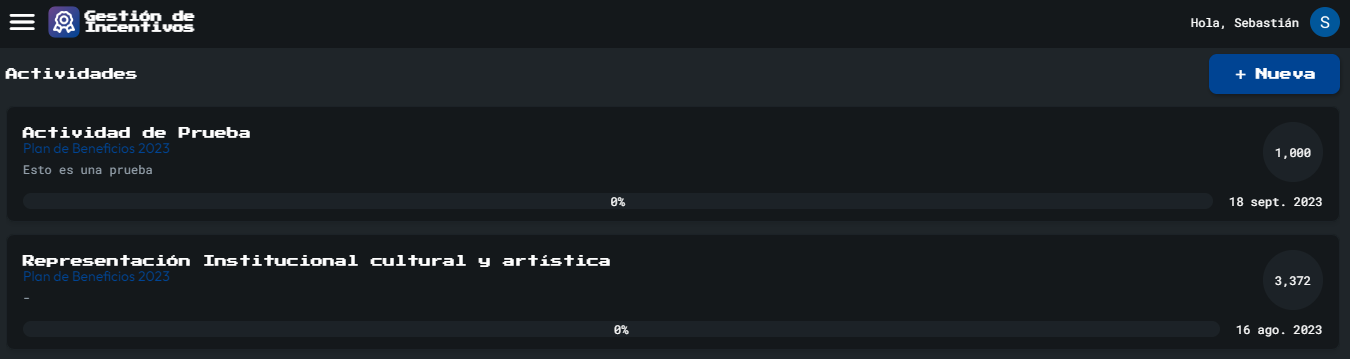 Gestión de
Incentivos
Hola, Sebastián
S
Actividades
+ Nueva
Actividad de Prueba
Plan de Beneficios 2023
Esto es una prueba
1,000
0%
18 sept. 2023
Representación Institucional cultural y artística
Plan de Beneficios 2023
-
3,372
0%
16 ago. 2023